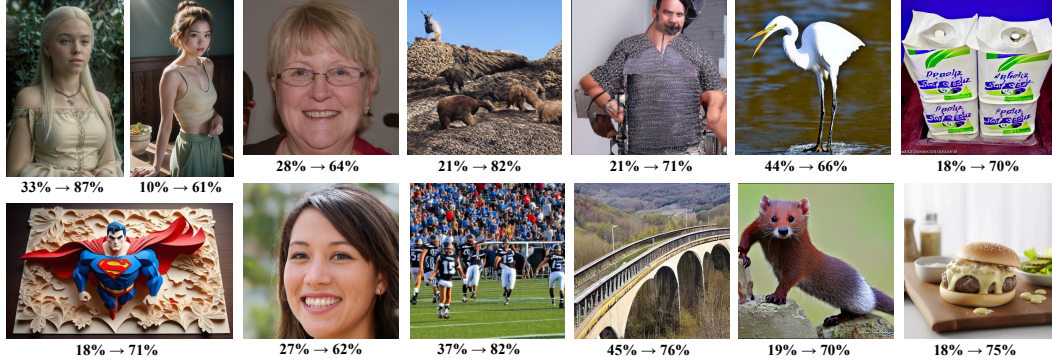 33% → 87%
10% → 61%
28% → 64%
21% → 82%
21% → 71%
44% → 66%
18% → 70%
18% → 71%
27% → 62%
37% → 82%
45% → 76%
19% → 70%
18% → 75%